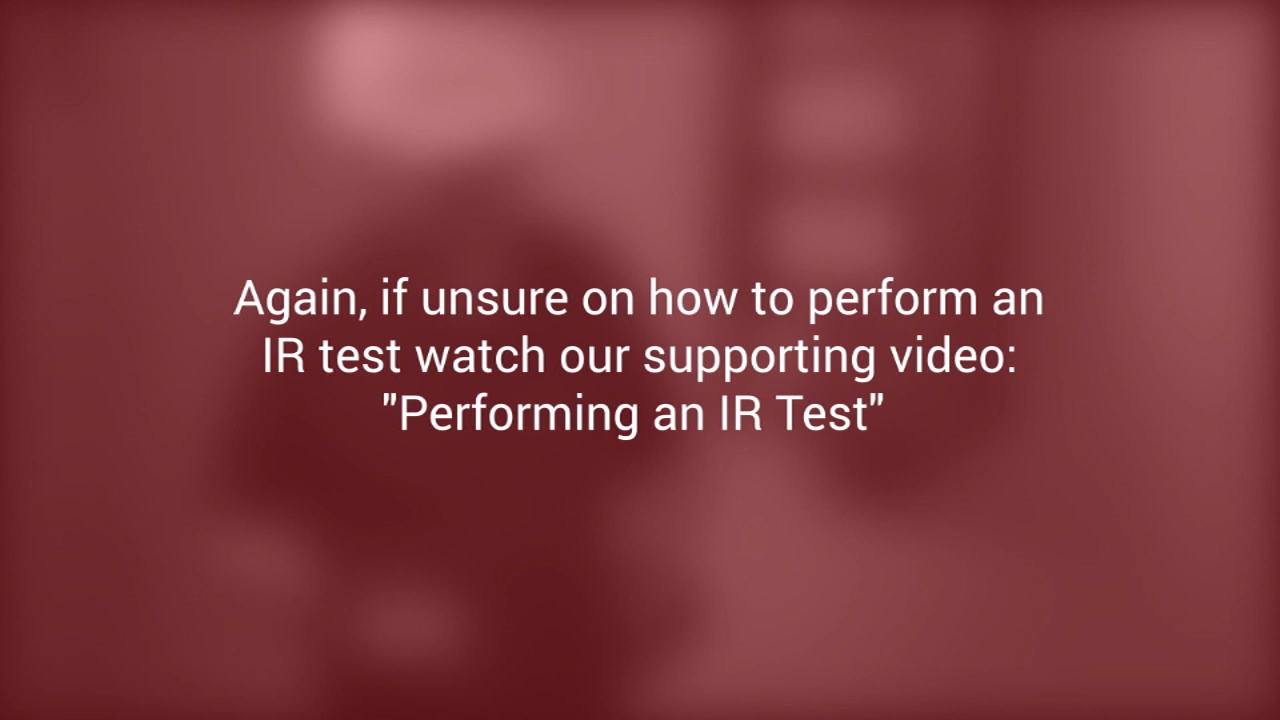 Again, if unsure on how to perform an
IR test watch our supporting video:
"Performing an IR Test"